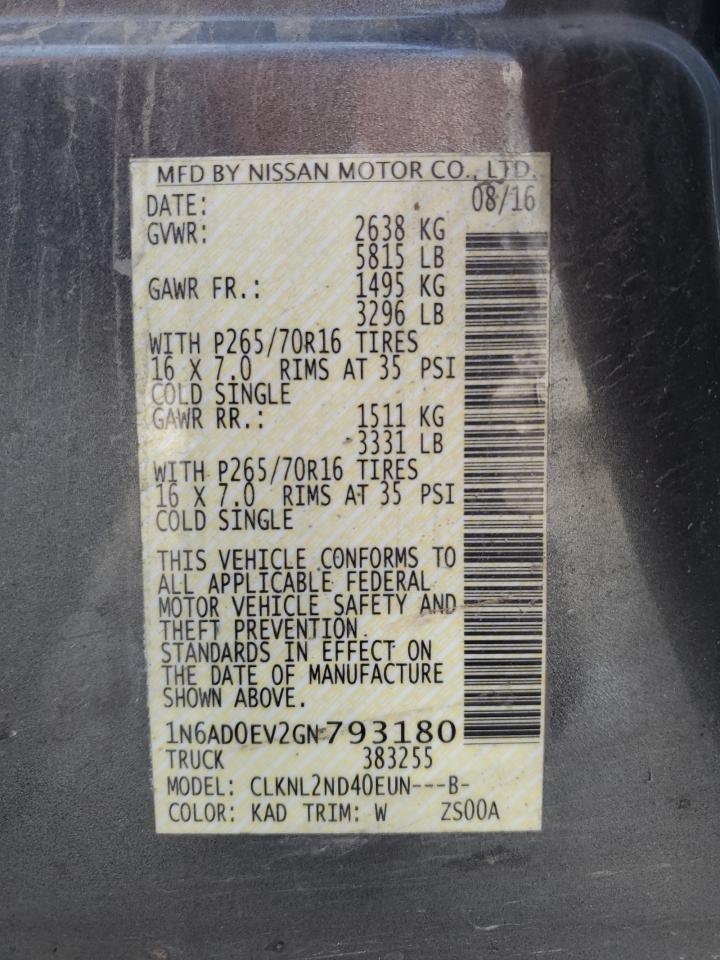 MFD BY NISSAN MOTOR CO., LTD.
DATE: 08/16
GVWR: 2638 KG
5815 LB
GAWR FR.: 1495 KG
3296 LB
WITH P265/70R16 TIRES
16 X 7.0 RIMS AT 35 PSI
COLD SINGLE
GAWR RR.: 1511 KG
3331 LB
WITH P265/70R16 TIRES
16 X 7.0 RIMS AT 35 PSI
COLD SINGLE
THIS VEHICLE CONFORMS TO
ALL APPLICABLE FEDERAL
MOTOR VEHICLE SAFETY AND
THEFT PREVENTION
STANDARDS IN EFFECT ON
THE DATE OF MANUFACTURE
SHOWN ABOVE.
1N6AD0EV2GN793180
TRUCK 383255
MODEL: CLKNL2ND40EUN---B-
COLOR: KAD TRIM: W ZS00A